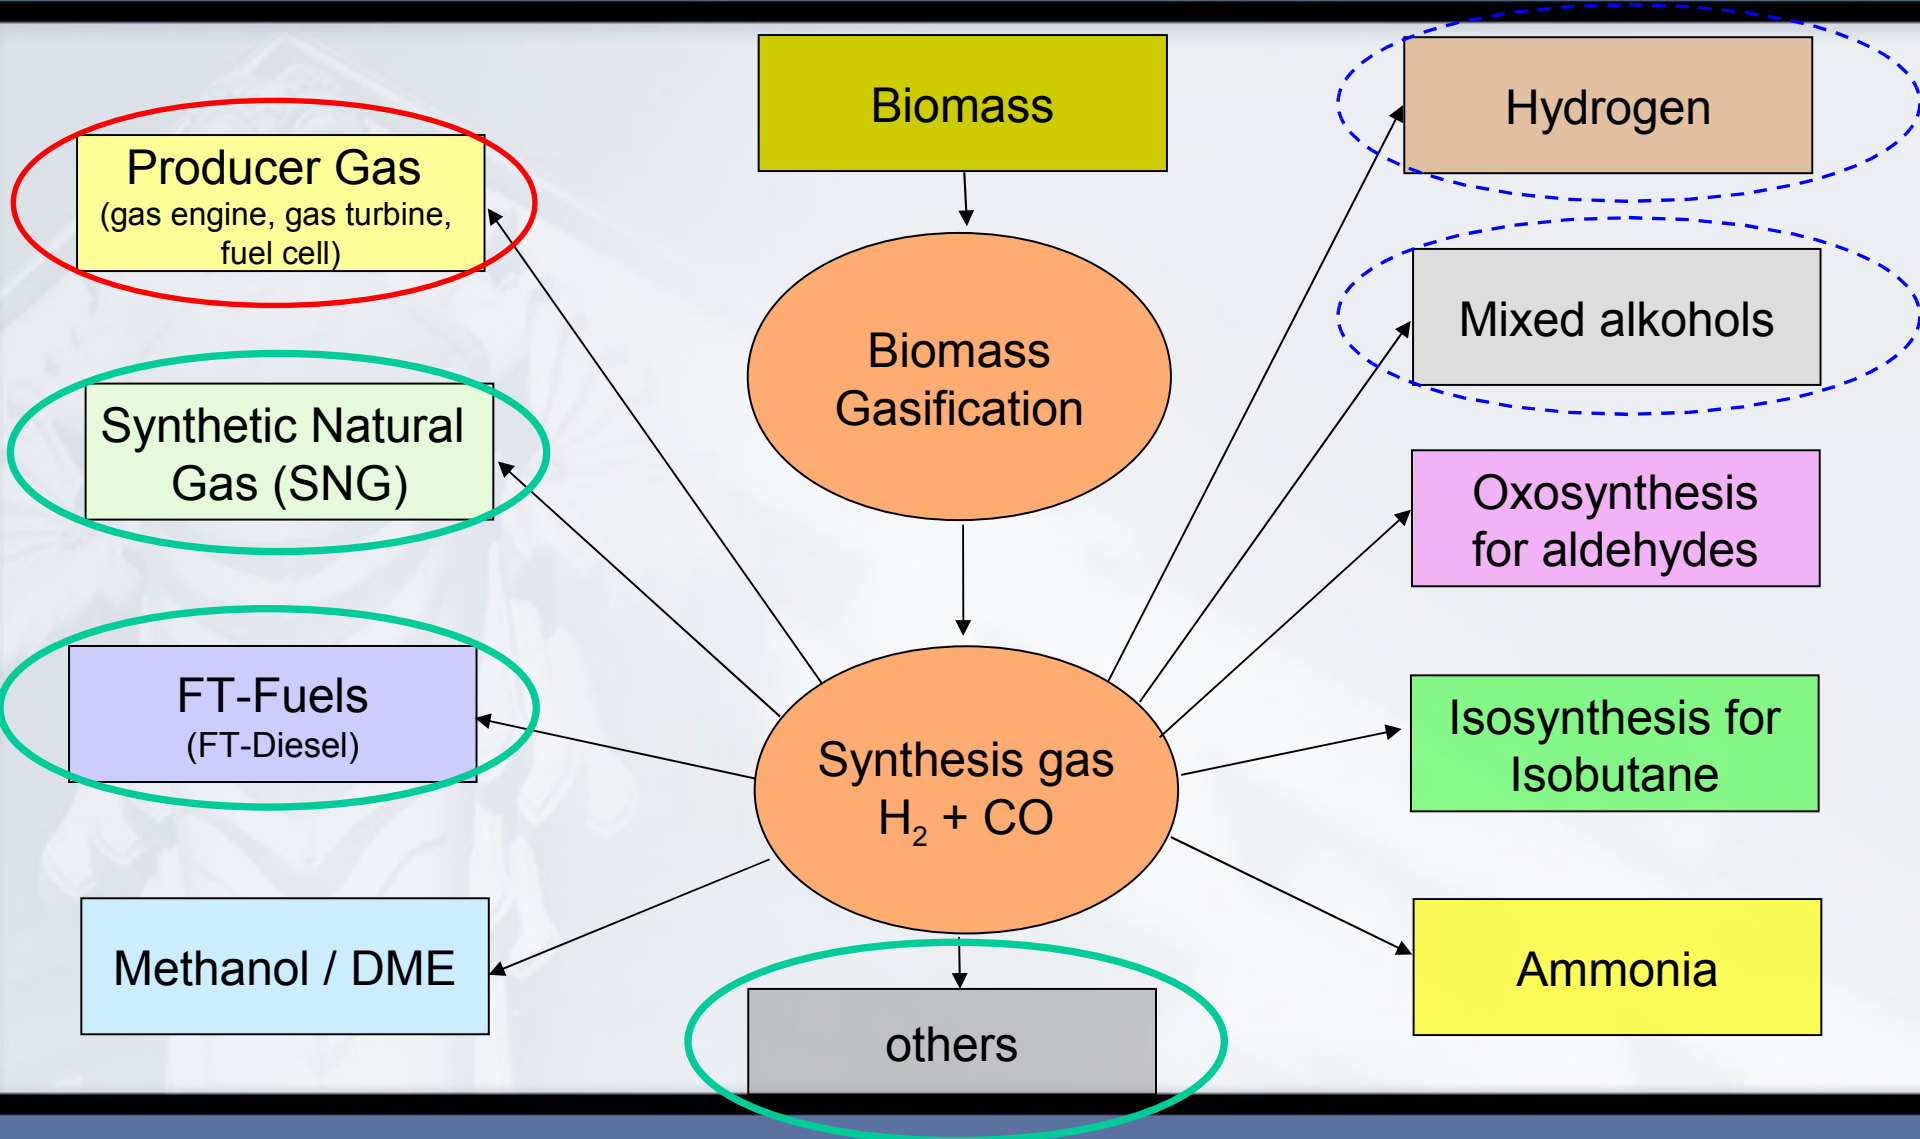 Biomass
Hydrogen
Producer Gas
(gas engine, gas turbine,
fuel cell)
Mixed alkohols
Biomass
Gasification
Synthetic Natural
Gas (SNG)
Oxosynthesis
for aldehydes
FT-Fuels
(FT-Diesel)
Isosynthesis for
Isobutane
Synthesis gas
H₂ + CO
Methanol / DME
Ammonia
others